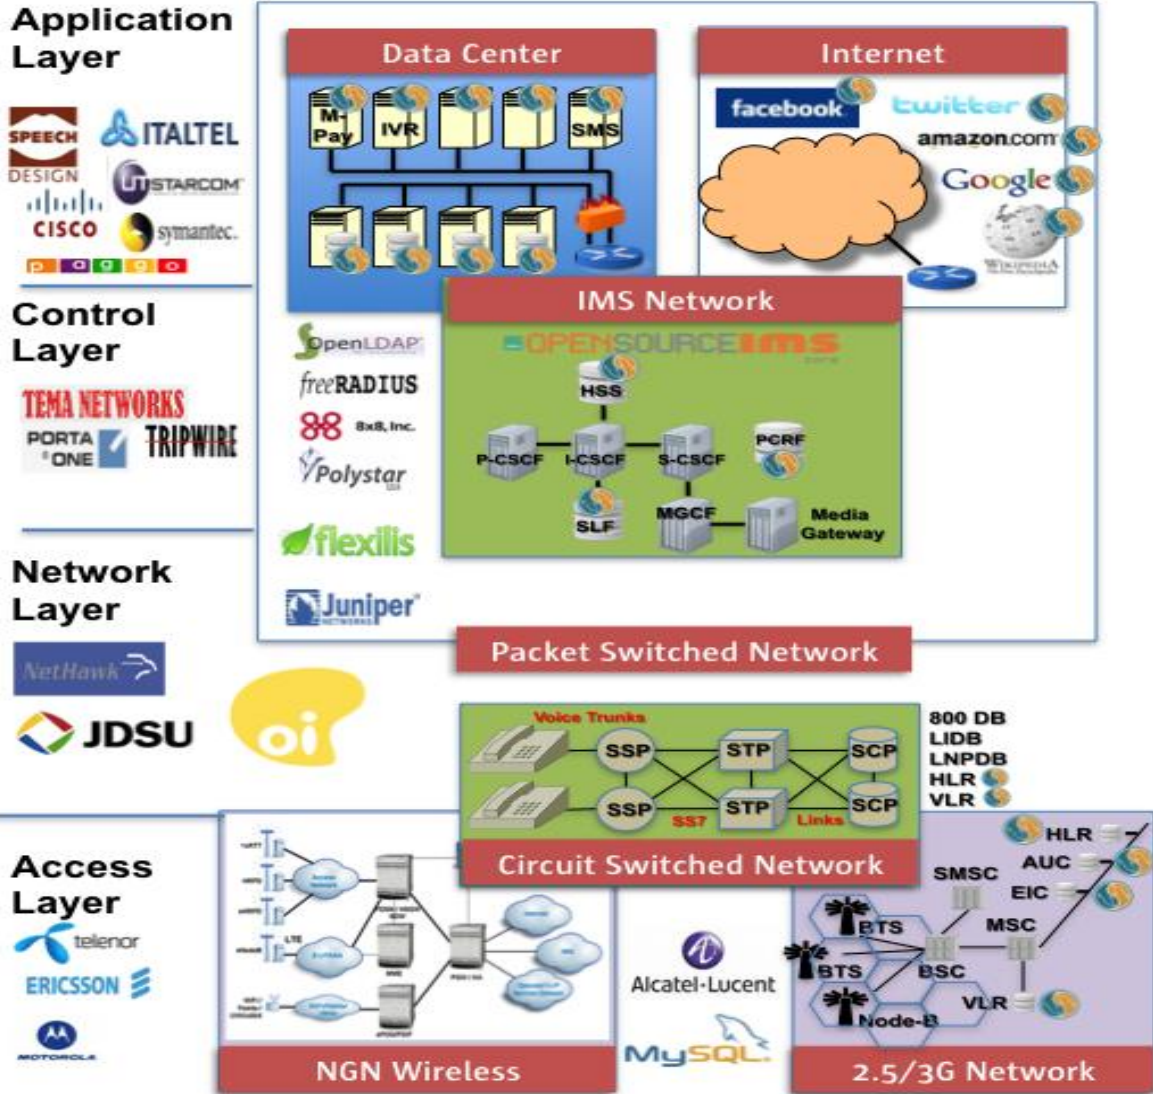 Application
Layer
SPEECH
DESIGN
ITALTEL
UTSTARCOM
CISCO
symantec.
paggo
Data Center
M-
Pay
IVR
SMS
Internet
facebook
twitter
amazon.com
Google
WIKIPEDIA
Control
Layer
TEMA NETWORKS
PORTA
ONE
TRIPWIRE
OpenLDAP
freeRADIUS
8x8, Inc.
Polystar
flexilis
Juniper
NETWORKS
IMS Network
OPENSOURCEIMS
HSS
P-CSCF
I-CSCF
S-CSCF
PCRF
SLF
MGCF
Media
Gateway
Network
Layer
NetHawk
JDSU
oi
Packet Switched Network
Voice Trunks
SSP
STP
SCP
SSP
STP
SCP
SS7
Links
800 DB
LIDB
LNPDB
HLR
VLR
Circuit Switched Network
Access
Layer
telenor
ERICSSON
MOTOROLA
LTE
NGN Wireless
Alcatel-Lucent
MySQL
HLR
AUC
SMSC
EIC
MSC
BTS
BTS
BSC
VLR
Node-B
2.5/3G Network